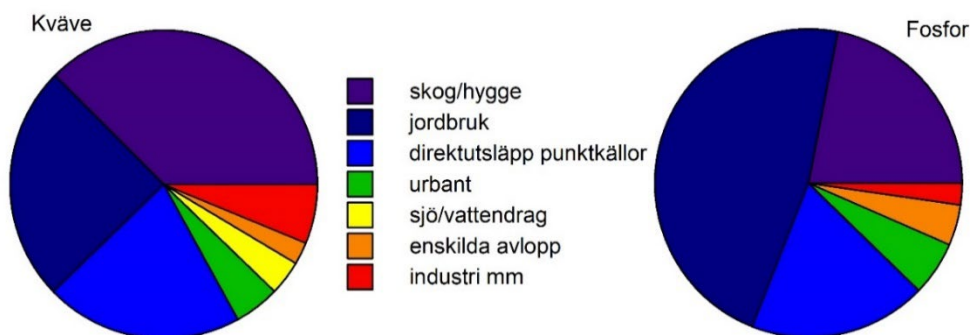 Kväve
Fosfor
skog/hygge
jordbruk
direktutsläpp punktkällor
urbant
sjö/vattendrag
enskilda avlopp
industri mm